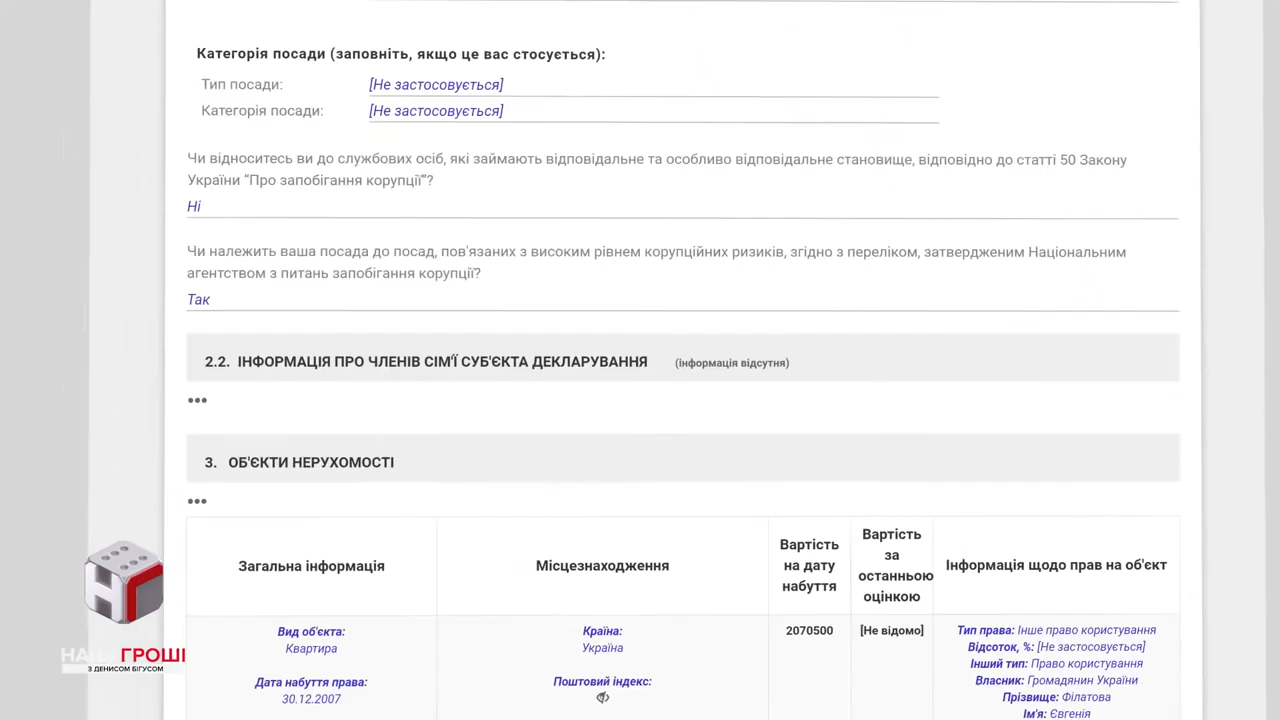 Категорія посади (заповніть, якщо це вас стосується):
Тип посади: [Не застосовується]
Категорія посади: [Не застосовується]
Чи відноситесь ви до службових осіб, які займають відповідальне та особливо відповідальне становище, відповідно до статті 50 Закону
України “Про запобігання корупції”?
Ні
Чи належить ваша посада до посад, пов'язаних з високим рівнем корупційних ризиків, згідно з переліком, затвердженим Національним
агентством з питань запобігання корупції?
Так
2.2. ІНФОРМАЦІЯ ПРО ЧЛЕНІВ СІМ'Ї СУБ'ЄКТА ДЕКЛАРУВАННЯ (інформація відсутня)
3. ОБ'ЄКТИ НЕРУХОМОСТІ
Загальна інформація
Місцезнаходження
Вартість
на дату
набуття
Вартість
за
останньою
оцінкою
Інформація щодо прав на об'єкт
Вид об'єкта:
Квартира
Дата набуття права:
30.12.2007
Країна:
Україна
Поштовий індекс:
2070500
[Не відомо]
Тип права: Інше право користування
Відсоток, %: [Не застосовується]
Інший тип: Право користування
Власник: Громадянин України
Прізвище: Філатова
Ім'я: Євгенія
НАШІ ГРОШІ
З ДЕНИСОМ БІГУСОМ